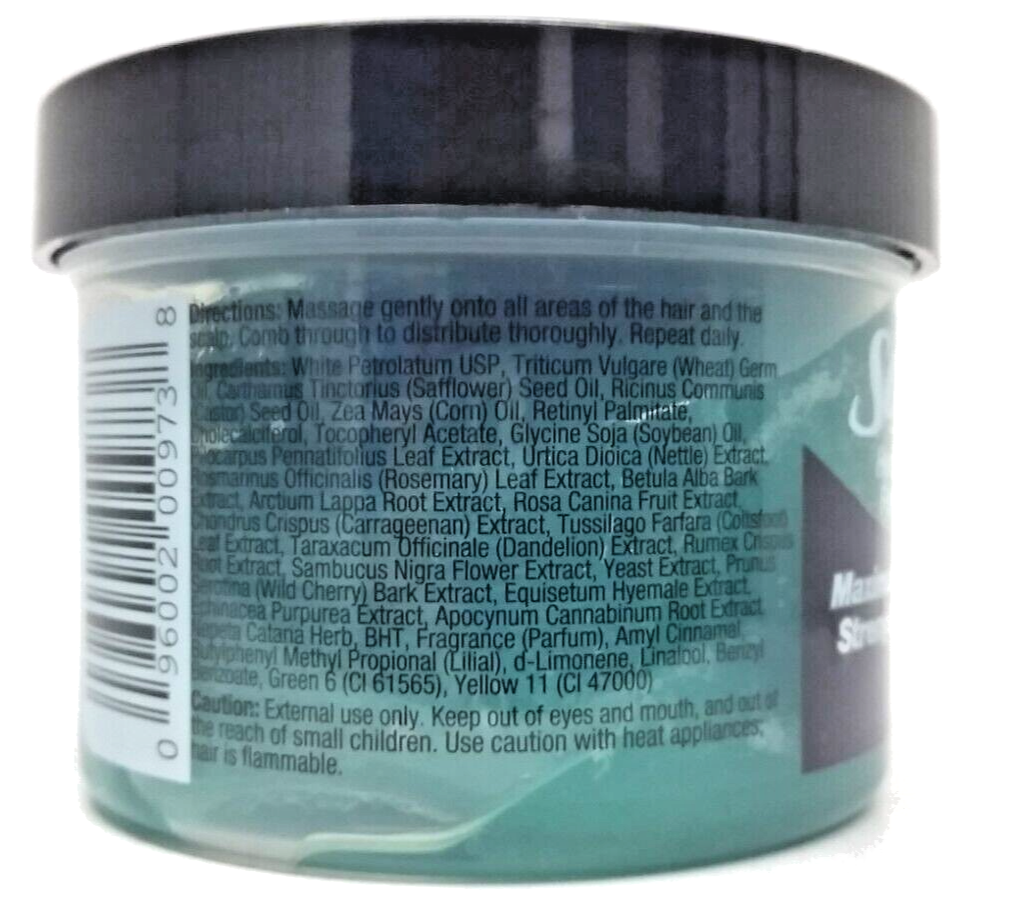 Directions: Massage gently onto all areas of the hair and the
scalp. Comb through to distribute thoroughly. Repeat daily.
Ingredients: White Petrolatum USP, Triticum Vulgare (Wheat) Germ
Oil, Carthamus Tinctorius (Safflower) Seed Oil, Ricinus Communis
(Castor) Seed Oil, Zea Mays (Corn) Oil, Retinyl Palmitate,
Cholecalciferol, Tocopheryl Acetate, Glycine Soja (Soybean) Oil,
Pilocarpus Pennatifolius Leaf Extract, Urtica Dioica (Nettle) Extract,
Rosmarinus Officinalis (Rosemary) Leaf Extract, Betula Alba Bark
Extract, Arctium Lappa Root Extract, Rosa Canina Fruit Extract,
Chondrus Crispus (Carrageenan) Extract, Tussilago Farfara (Coltsfoot)
Leaf Extract, Taraxacum Officinale (Dandelion) Extract, Rumex Crispus
Root Extract, Sambucus Nigra Flower Extract, Yeast Extract, Prunus
Serotina (Wild Cherry) Bark Extract, Equisetum Hyemale Extract,
Echinacea Purpurea Extract, Apocynum Cannabinum Root Extract,
Nepeta Catana Herb, BHT, Fragrance (Parfum), Amyl Cinnamal,
Butylphenyl Methyl Propional (Lilial), d-Limonene, Linalool, Benzyl
Benzoate, Green 6 (CI 61565), Yellow 11 (CI 47000)
Caution: External use only. Keep out of eyes and mouth, and out of
the reach of small children. Use caution with heat appliances;
hair is flammable.
0 96002 00973 8